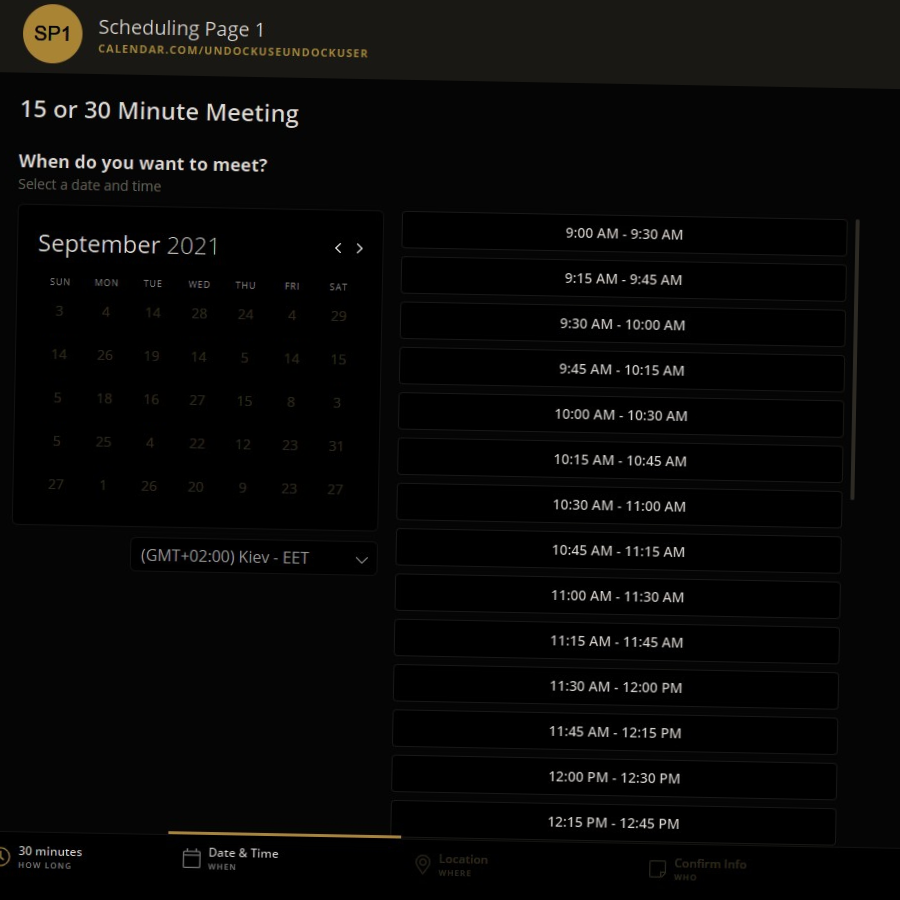 SP1
Scheduling Page 1
CALENDAR.COM/UNDOCKUSEUNDOCKUSER
15 or 30 Minute Meeting
When do you want to meet?
Select a date and time
September 2021
SUN MON TUE WED THU FRI SAT
3 4 14 28 24 4 29
14 26 19 14 5 14 15
5 18 16 27 15 8 3
5 25 4 22 12 23 31
27 1 26 20 9 23 27
(GMT+02:00) Kiev - EET
9:00 AM - 9:30 AM
9:15 AM - 9:45 AM
9:30 AM - 10:00 AM
9:45 AM - 10:15 AM
10:00 AM - 10:30 AM
10:15 AM - 10:45 AM
10:30 AM - 11:00 AM
10:45 AM - 11:15 AM
11:00 AM - 11:30 AM
11:15 AM - 11:45 AM
11:30 AM - 12:00 PM
11:45 AM - 12:15 PM
12:00 PM - 12:30 PM
12:15 PM - 12:45 PM
30 minutes
HOW LONG
Date & Time
WHEN
Location
WHERE
Confirm Info
WHO